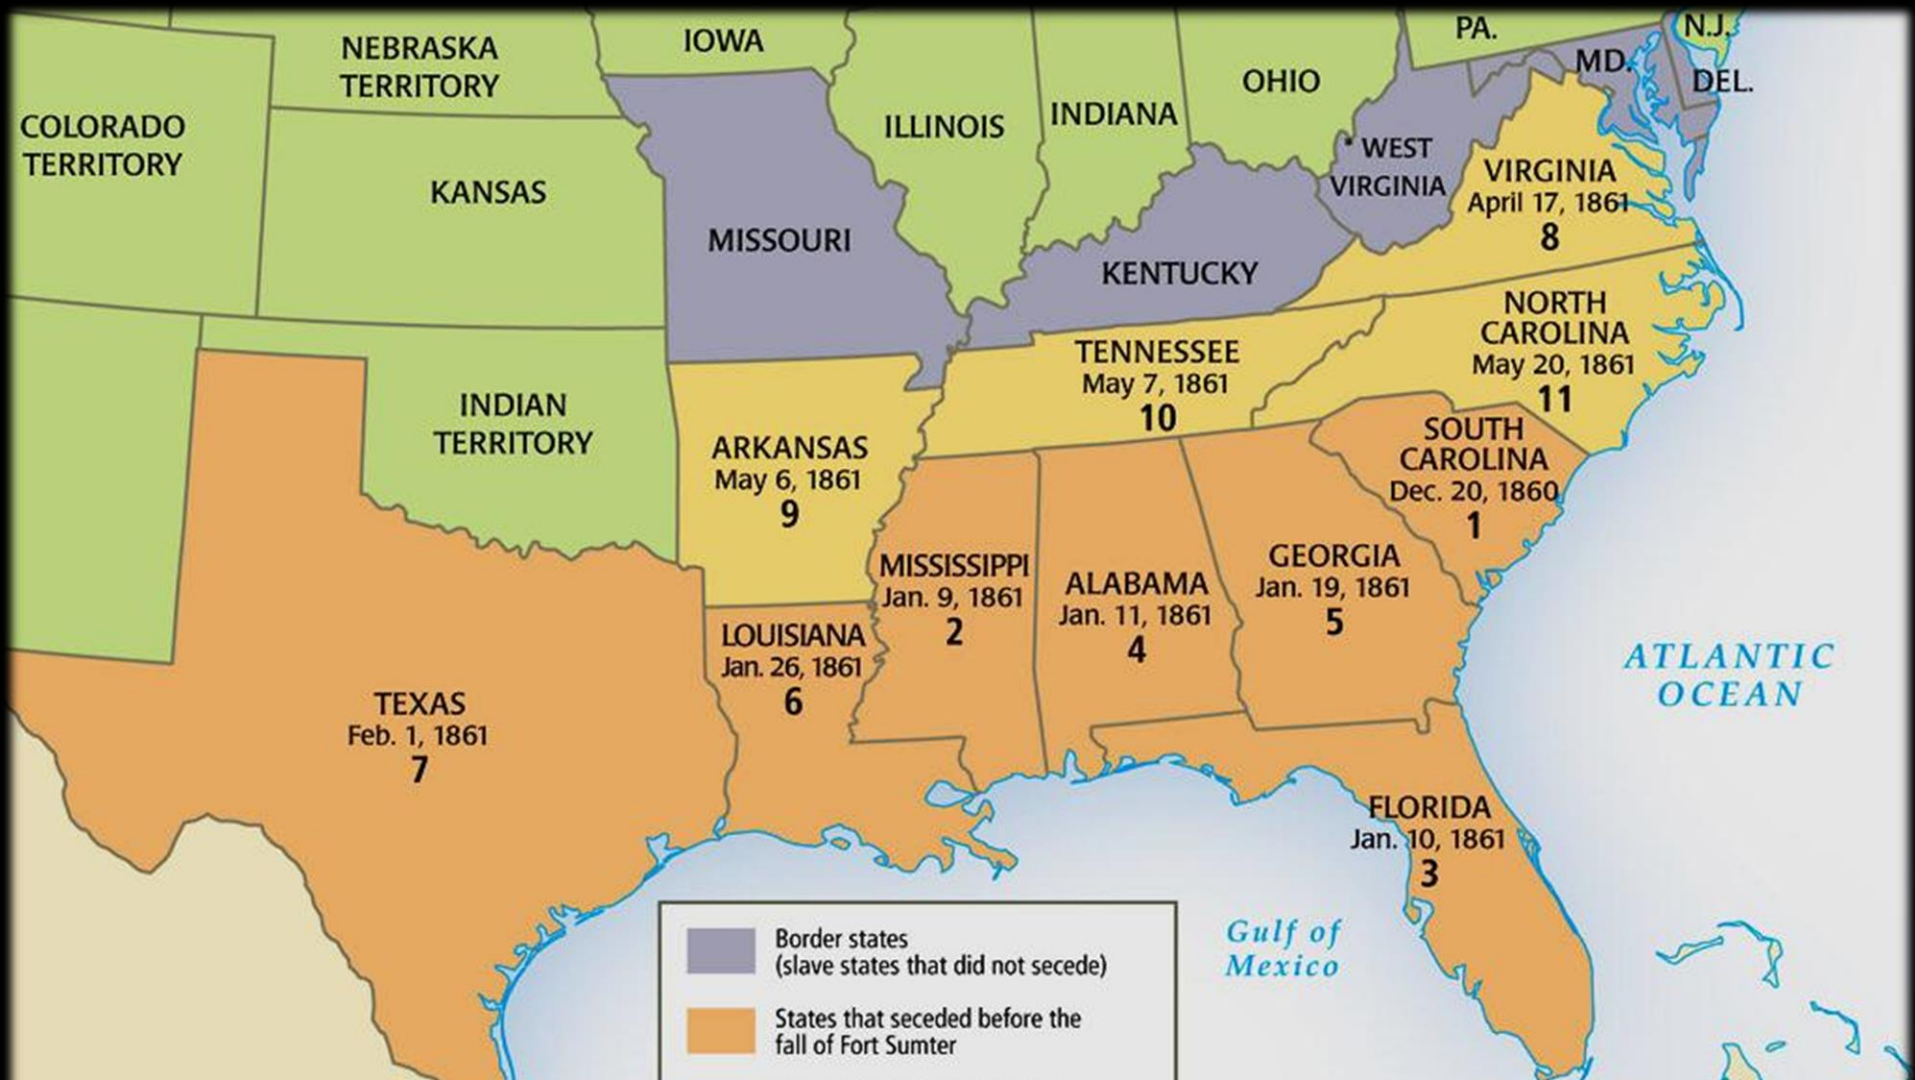 NEBRASKA
TERRITORY
IOWA
COLORADO
TERRITORY
KANSAS
ILLINOIS
INDIANA
OHIO
PA.
N.J.
MD.
DEL.
MISSOURI
KENTUCKY
WEST
VIRGINIA
VIRGINIA
April 17, 1861
8
INDIAN
TERRITORY
ARKANSAS
May 6, 1861
9
TENNESSEE
May 7, 1861
10
NORTH
CAROLINA
May 20, 1861
11
SOUTH
CAROLINA
Dec. 20, 1860
1
MISSISSIPPI
Jan. 9, 1861
2
ALABAMA
Jan. 11, 1861
4
GEORGIA
Jan. 19, 1861
5
LOUISIANA
Jan. 26, 1861
6
TEXAS
Feb. 1, 1861
7
FLORIDA
Jan. 10, 1861
3
ATLANTIC
OCEAN
Gulf of
Mexico
Border states
(slave states that did not secede)
States that seceded before the
fall of Fort Sumter